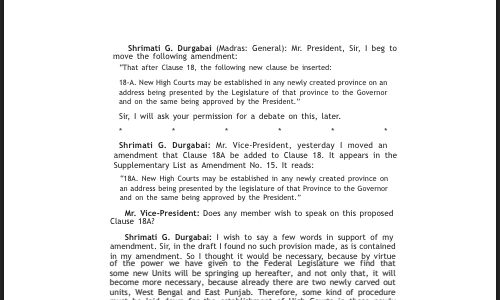 Shrimati G. Durgabai (Madras: General): Mr. President, Sir, I beg to
move the following amendment:
"That after Clause 18, the following new clause be inserted:
18-A. New High Courts may be established in any newly created province on an
address being presented by the Legislature of that province to the Governor
and on the same being approved by the President."
Sir, I will ask your permission for a debate on this, later.
* * * * * *
Shrimati G. Durgabai: Mr. Vice-President, yesterday I moved an
amendment that Clause 18A be added to Clause 18. It appears in the
Supplementary List as Amendment No. 15. It reads:
"18A. New High Courts may be established in any newly created province on
an address being presented by the legislature of that Province to the Governor
and on the same being approved by the President."
Mr. Vice-President: Does any member wish to speak on this proposed
Clause 18A?
Shrimati G. Durgabai: I wish to say a few words in support of my
amendment. Sir, in the draft I found no such provision made, as is contained
in my amendment. So I thought it would be necessary, because by virtue
of the power we have given to the Federal Legislature we find that
some new Units will be springing up hereafter, and not only that, it will
become more necessary, because already there are two newly carved out
units, West Bengal and East Punjab. Therefore, some kind of procedure